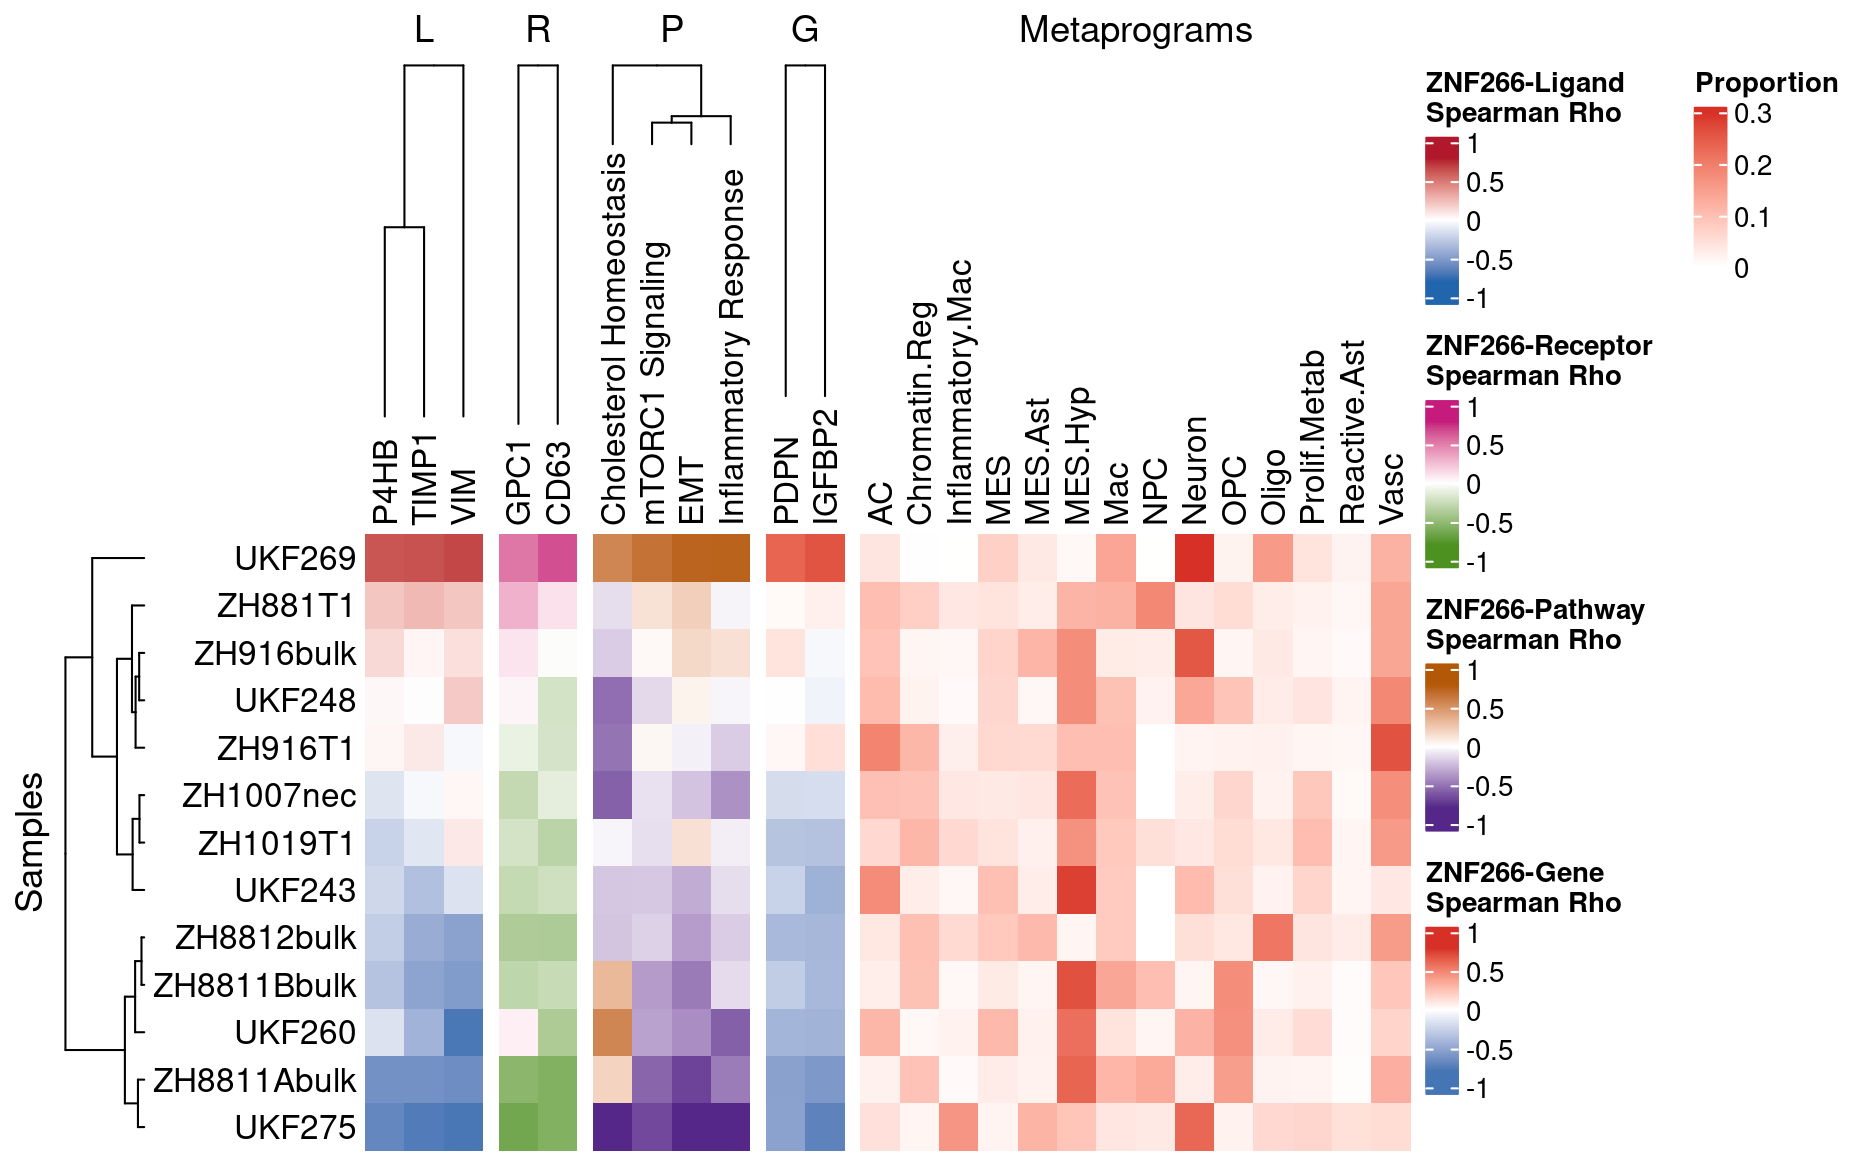 L R P G Metaprograms
P4HB
TIMP1
VIM
GPC1
CD63
Cholesterol Homeostasis
mTORC1 Signaling
EMT
Inflammatory Response
PDPN
IGFBP2
AC
Chromatin.Reg
Inflammatory.Mac
MES
MES.Ast
MES.Hyp
Mac
NPC
Neuron
OPC
Oligo
Prolif.Metab
Reactive.Ast
Vasc
Samples
UKF269
ZH881T1
ZH916bulk
UKF248
ZH916T1
ZH1007nec
ZH1019T1
UKF243
ZH8812bulk
ZH8811Bbulk
UKF260
ZH8811Abulk
UKF275
ZNF266-Ligand
Spearman Rho
1
0.5
0
-0.5
-1
ZNF266-Receptor
Spearman Rho
1
0.5
0
-0.5
-1
ZNF266-Pathway
Spearman Rho
1
0.5
0
-0.5
-1
ZNF266-Gene
Spearman Rho
1
0.5
0
-0.5
-1
Proportion
0.3
0.2
0.1
0